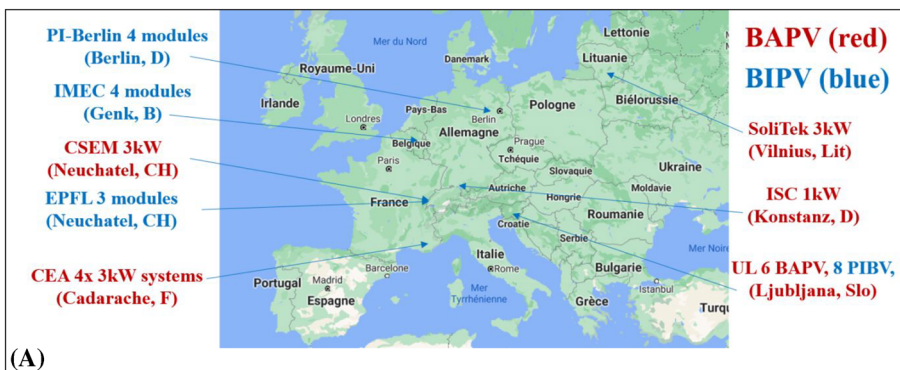 PI-Berlin 4 modules
(Berlin, D)
IMEC 4 modules
(Genk, B)
CSEM 3kW
(Neuchatel, CH)
EPFL 3 modules
(Neuchatel, CH)
CEA 4x 3kW systems
(Cadarache, F)
(A)
Mer du Nord
Lettonie
Danemark
Lituanie
Royaume-Uni
Irlande
Biélorussie
Pays-Bas
Pologne
Berlin
Londres
Allemagne
Belgique
Prague
Tchéquie
Paris
Ukraine
Slovaquie
Moldavie
Autriche
Hongrie
France
Roumanie
Croatie
Serbie
Mer Noire
Italie
Bulgarie
Barcelone
Rome
Portugal
Madrid
Istanbul
Espagne
Mer
Tyrrhénienne
Grèce
Turqu
BAPV (red)
BIPV (blue)
SoliTek 3kW
(Vilnius, Lit)
ISC 1kW
(Konstanz, D)
UL 6 BAPV, 8 PIBV,
(Ljubljana, Slo)